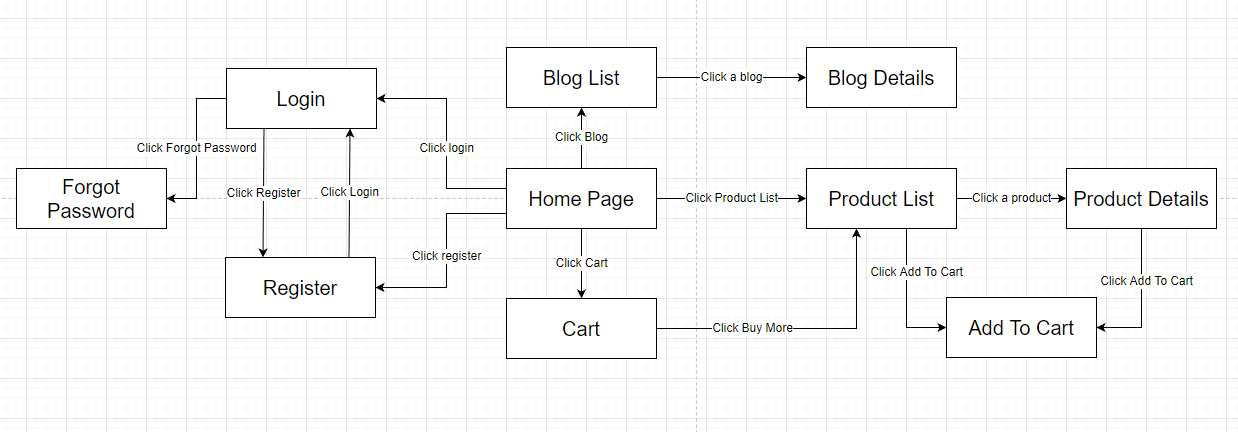 Blog List
Click a blog
Blog Details
Login
Click Blog
Click Forgot Password
Click login
Forgot
Password
Click Register
Click Login
Home Page
Click Product List
Product List
Click a product
Product Details
Click register
Click Cart
Click Add To Cart
Click Add To Cart
Register
Cart
Click Buy More
Add To Cart